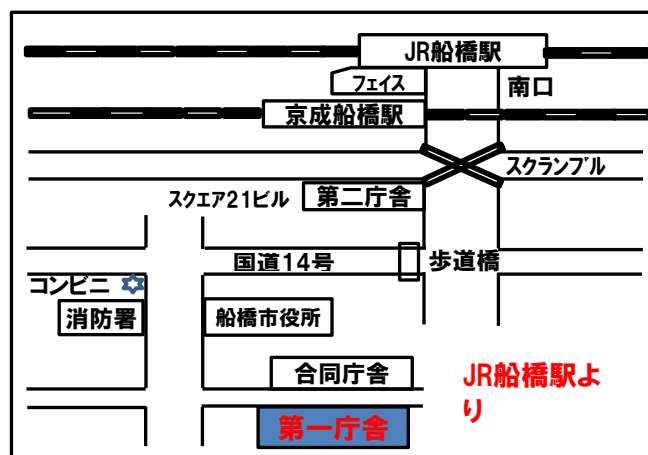 JR船橋駅
フェイス
南口
京成船橋駅
スクランブル
スクエア21ビル
第二庁舎
国道14号
歩道橋
コンビニ
消防署
船橋市役所
合同庁舎
JR船橋駅よ
り
第一庁舎